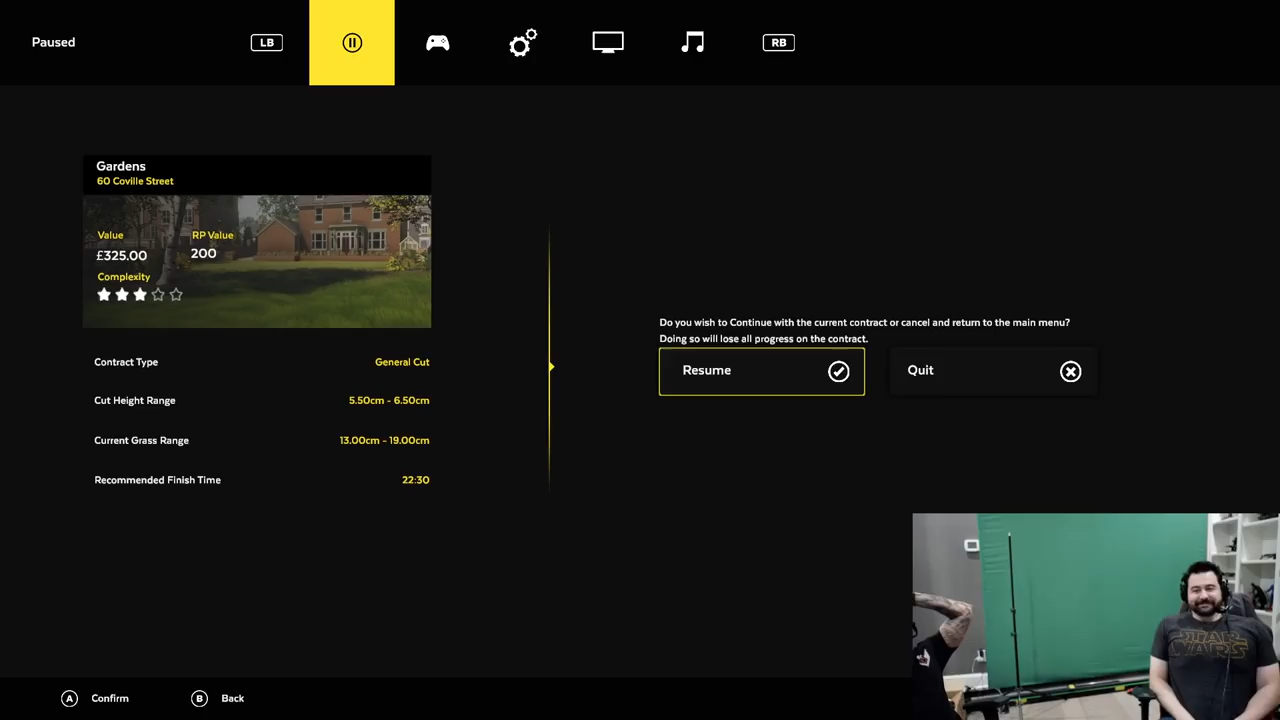 Paused
LB
RB
Gardens
60 Coville Street
Value
RP Value
£325.00
200
Complexity
Contract Type
General Cut
Cut Height Range
5.50cm - 6.50cm
Current Grass Range
13.00cm - 19.00cm
Recommended Finish Time
22:30
Do you wish to Continue with the current contract or cancel and return to the main menu?
Doing so will lose all progress on the contract.
Resume
Quit
STAR
WARS
A Confirm
B Back